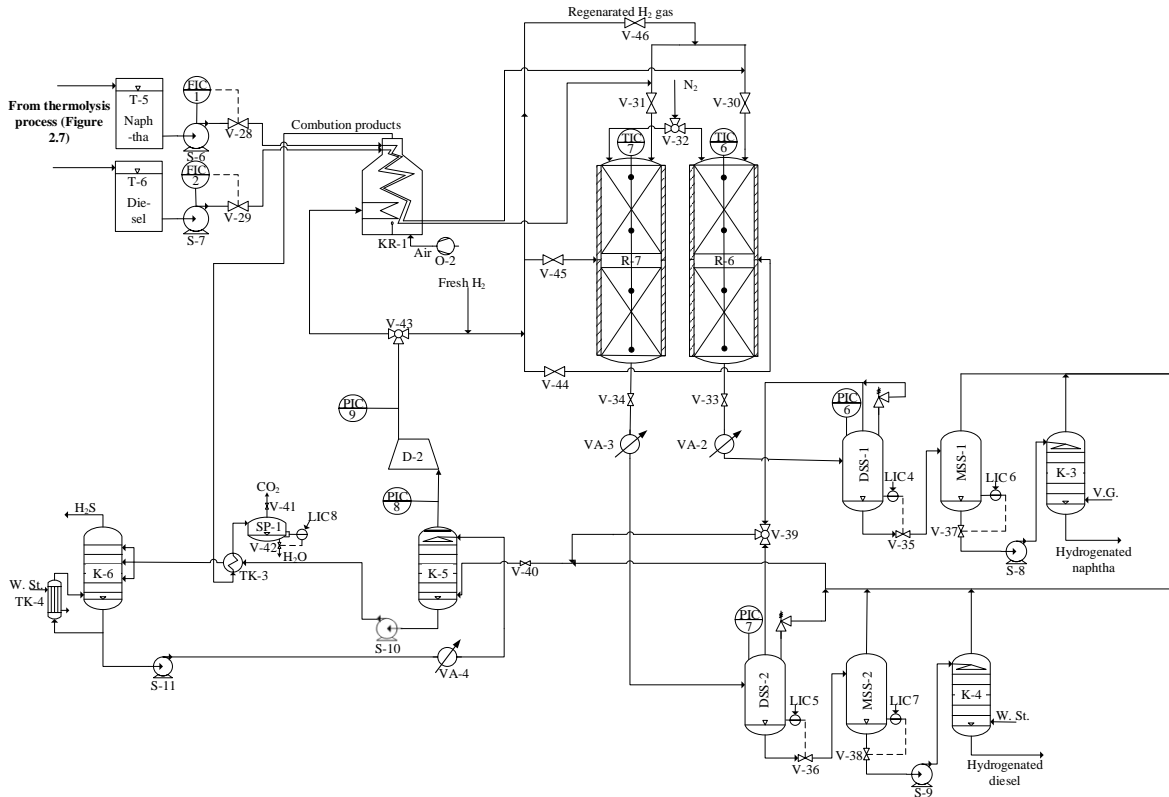 Regenarated H2 gas
V-46
From thermolysis
process (Figure
2.7)
T-5
Naph
-tha
FIC
1
V-28
S-6
T-6
Die-
sel
FIC
2
V-29
S-7
Combution products
KR-1
Air
O-2
N2
V-31
V-30
V-32
TIC
7
TIC
6
R-7
R-6
V-45
Fresh H2
V-43
V-44
V-34
V-33
PIC
9
VA-3
VA-2
D-2
PIC
8
PIC
6
DSS-1
LIC4
V-35
MSS-1
LIC6
V-37
S-8
K-3
V.G.
Hydrogenated
naphtha
CO2
V-41
H2S
SP-1
LIC8
V-42
H2O
K-6
TK-3
W. St.
TK-4
K-5
V-40
V-39
S-10
S-11
VA-4
PIC
7
DSS-2
LIC5
V-36
MSS-2
LIC7
V-38
S-9
K-4
W. St.
Hydrogenated
diesel